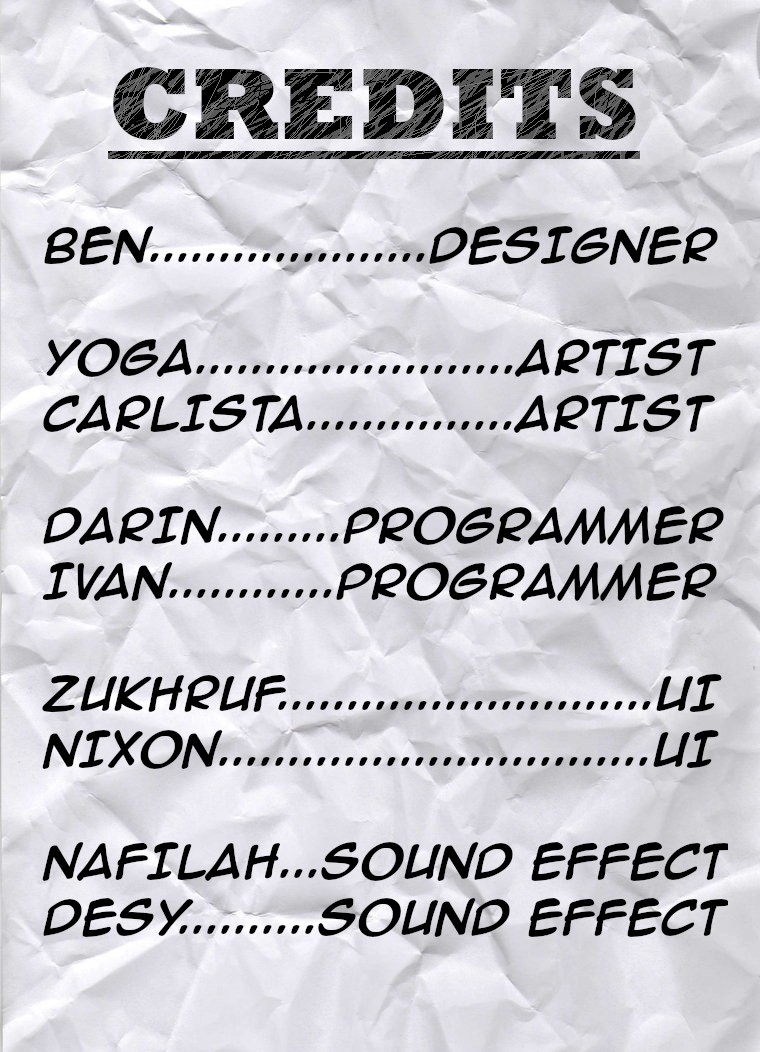 CREDITS
BEN....................DESIGNER
YOGA.......................ARTIST
CARLISTA...............ARTIST
DARIN.........PROGRAMMER
IVAN............PROGRAMMER
ZUKHRUF...........................UI
NIXON...............................UI
NAFILAH...SOUND EFFECT
DESY..........SOUND EFFECT